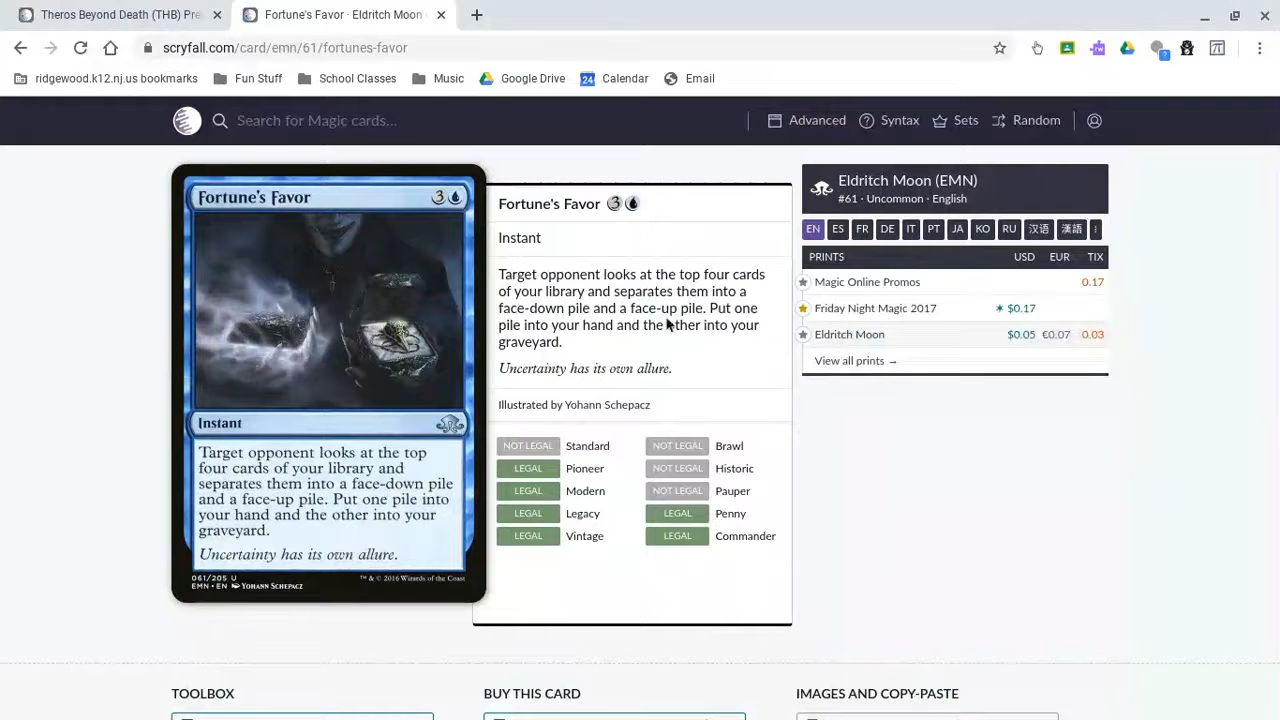 Theros Beyond Death (THB) Pre
Fortune's Favor · Eldritch Moon
scryfall.com/card/emn/61/fortunes-favor
ridgewood.k12.nj.us bookmarks
Fun Stuff
School Classes
Music
Google Drive
24
Calendar
Email
Search for Magic cards...
Advanced
Syntax
Sets
Random
Fortune's Favor 3
Instant
Target opponent looks at the top
four cards of your library and
separates them into a face-down pile
and a face-up pile. Put one pile into
your hand and the other into your
graveyard.
Uncertainty has its own allure.
061/205 U
EMN • EN YOHANN SCHEPACZ
™ & © 2016 Wizards of the Coast
Fortune's Favor 3
Instant
Target opponent looks at the top four cards
of your library and separates them into a
face-down pile and a face-up pile. Put one
pile into your hand and the other into your
graveyard.
Uncertainty has its own allure.
Illustrated by Yohann Schepacz
NOT LEGAL Standard NOT LEGAL Brawl
LEGAL Pioneer NOT LEGAL Historic
LEGAL Modern NOT LEGAL Pauper
LEGAL Legacy LEGAL Penny
LEGAL Vintage LEGAL Commander
Eldritch Moon (EMN)
#61 · Uncommon · English
EN ES FR DE IT PT JA KO RU 汉语 漢語
PRINTS USD EUR TIX
Magic Online Promos 0.17
Friday Night Magic 2017 ✶ $0.17
Eldritch Moon $0.05 €0.07 0.03
View all prints →
TOOLBOX
BUY THIS CARD
IMAGES AND COPY-PASTE